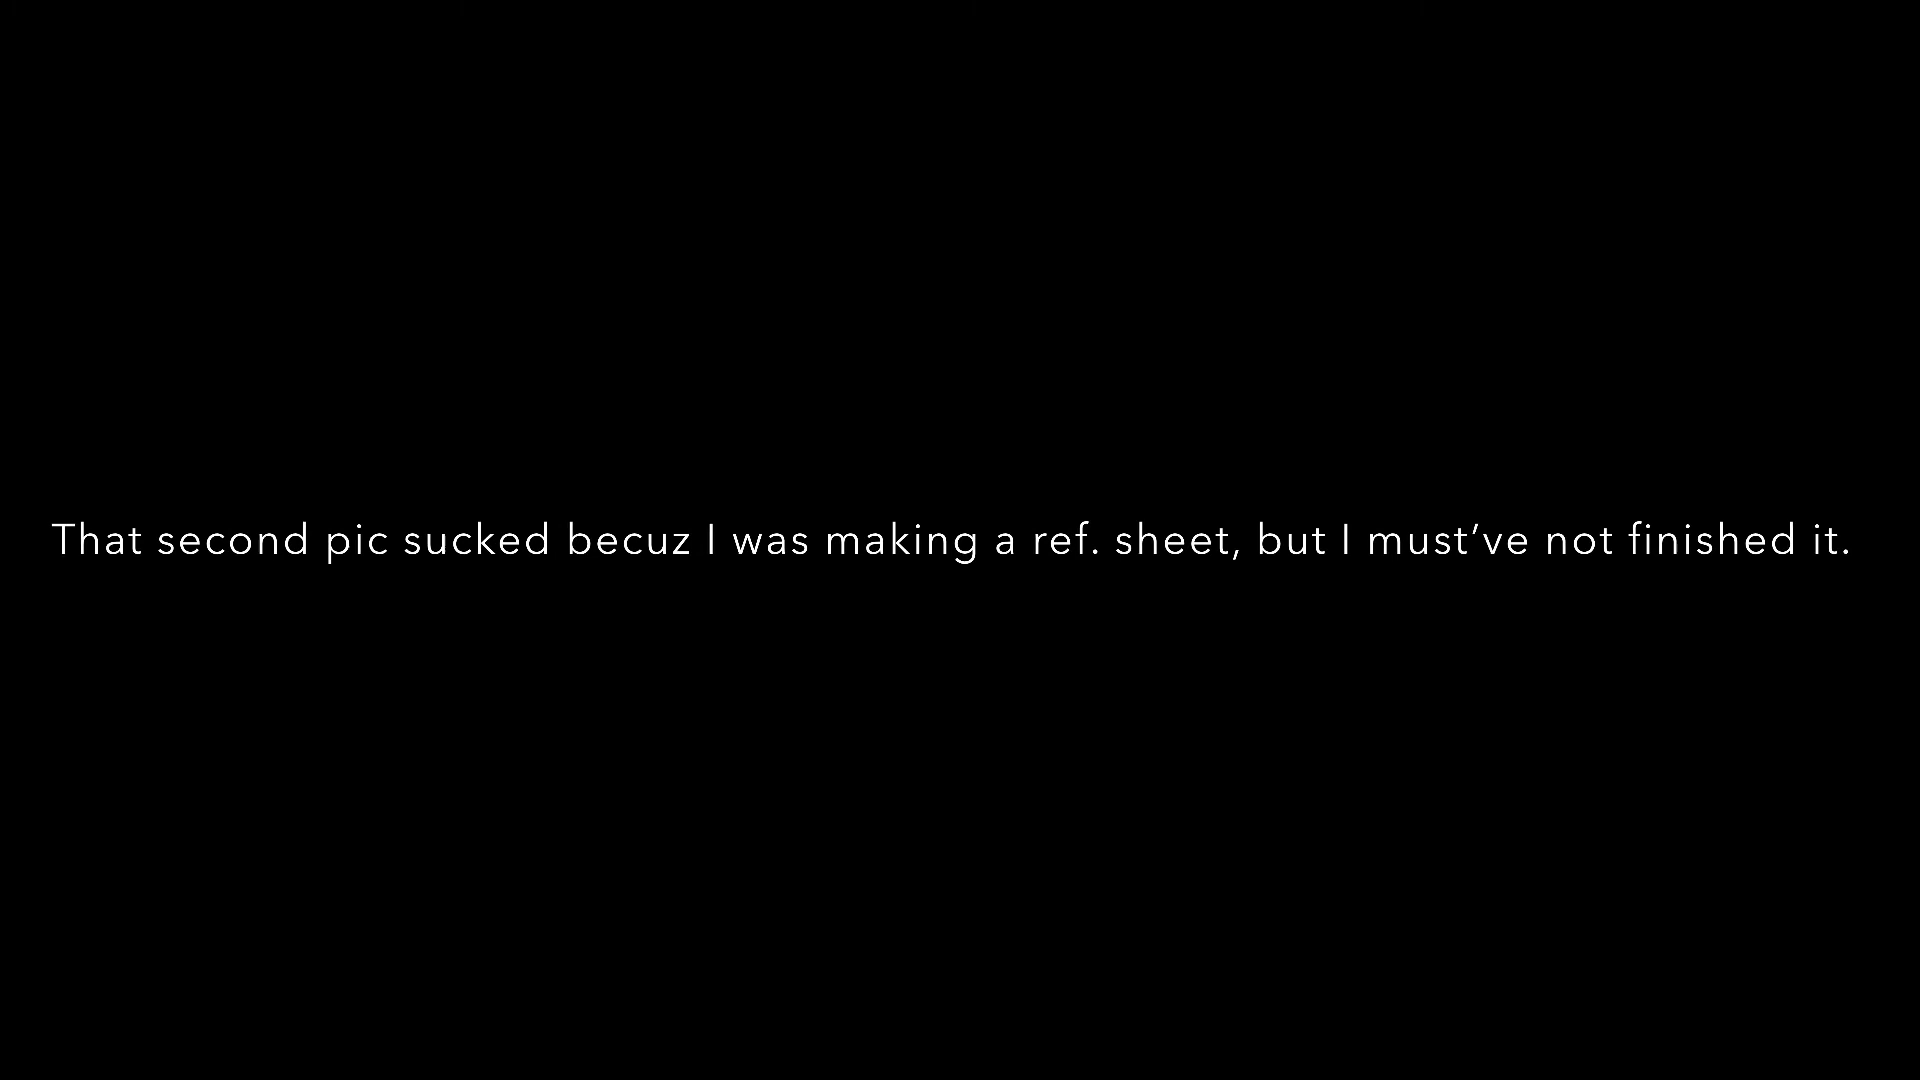 That second pic sucked becuz I was making a ref. sheet, but I must’ve not finished it.